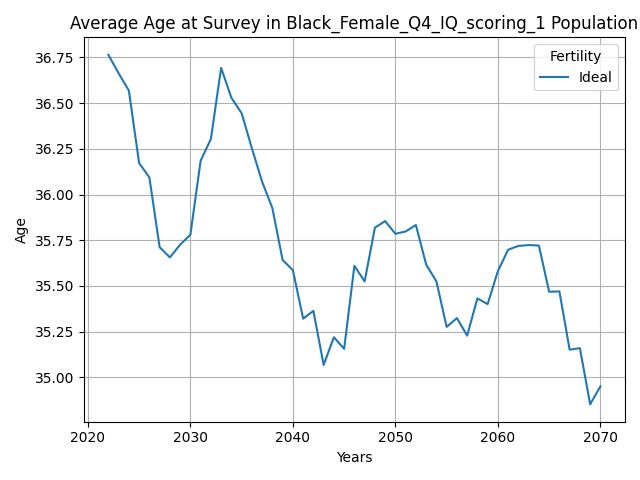 Average Age at Survey in Black_Female_Q4_IQ_scoring_1 Population
Fertility
Ideal
36.75
36.50
36.25
36.00
35.75
35.50
35.25
35.00
Age
2020 2030 2040 2050 2060 2070
Years